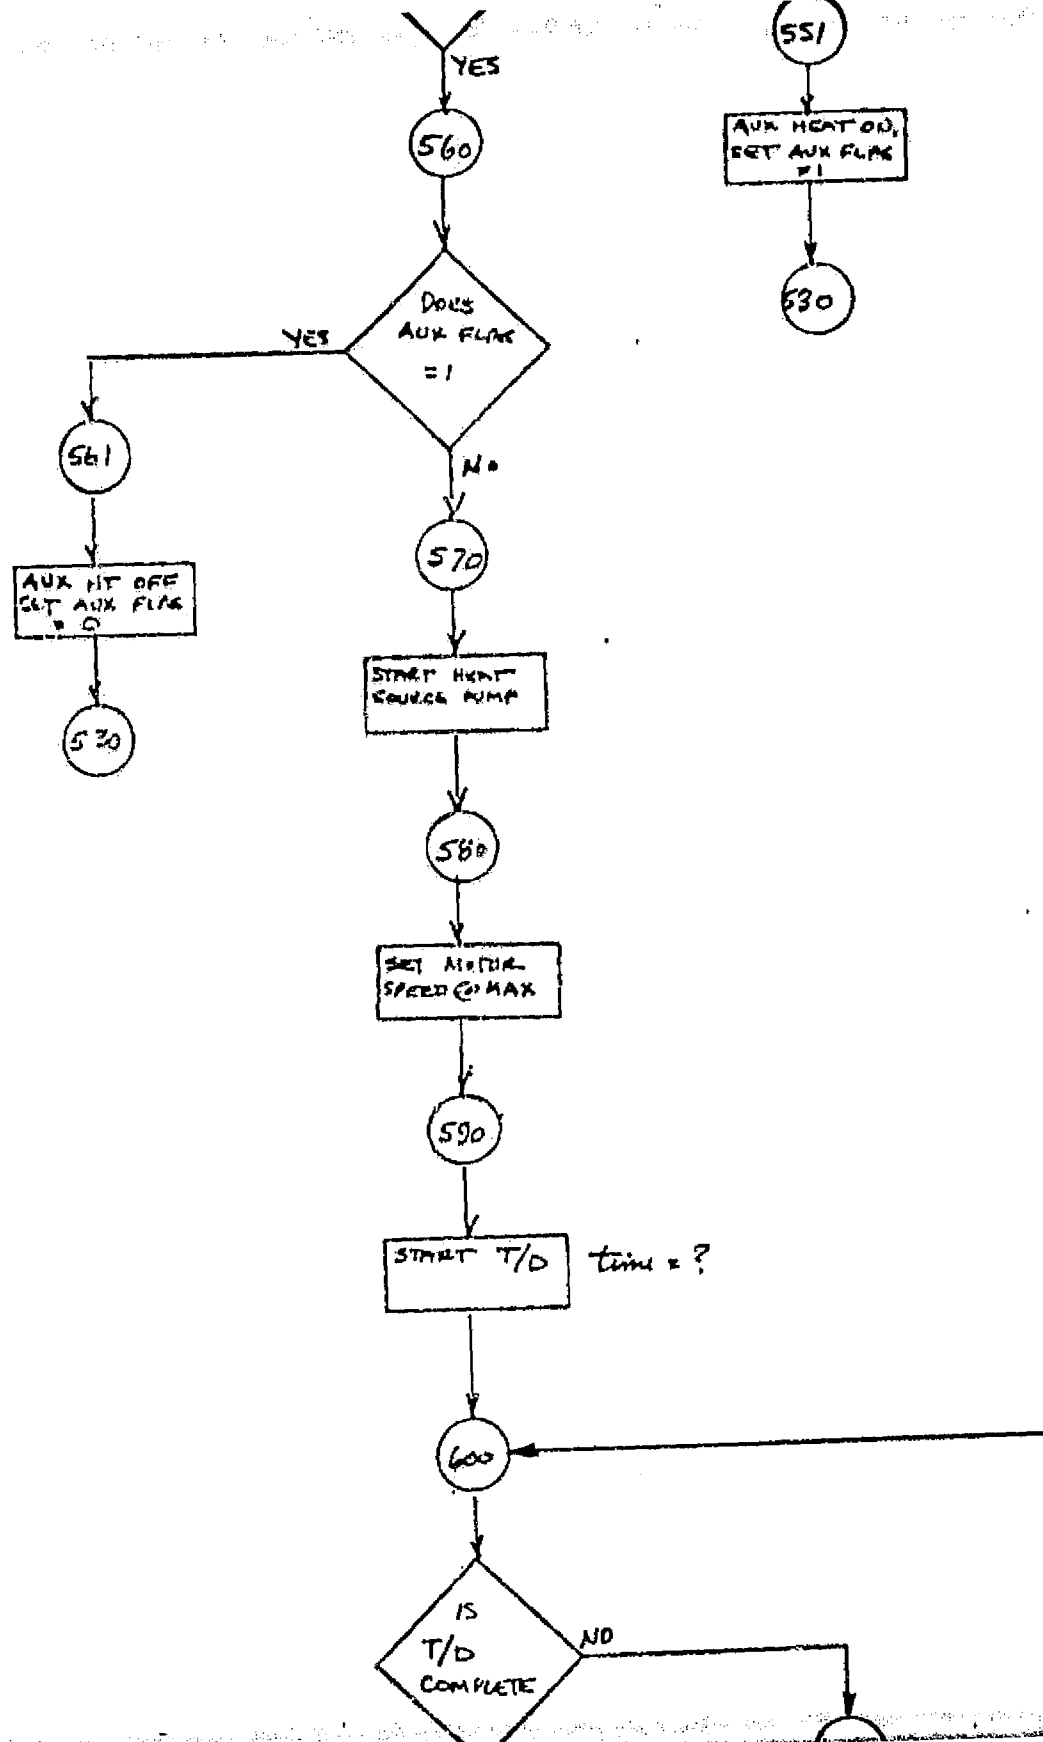 YES
560
DOES
AUX FLAG
= 1
YES
NO
561
AUX HT OFF
SET AUX FLAG
= 0
530
570
START HEAT
SOURCE PUMP
580
SET MOTOR
SPEED @ MAX
590
START T/D
time = ?
600
IS
T/D
COMPLETE
NO
551
AUX HEAT ON,
SET AUX FLAG
= 1
530